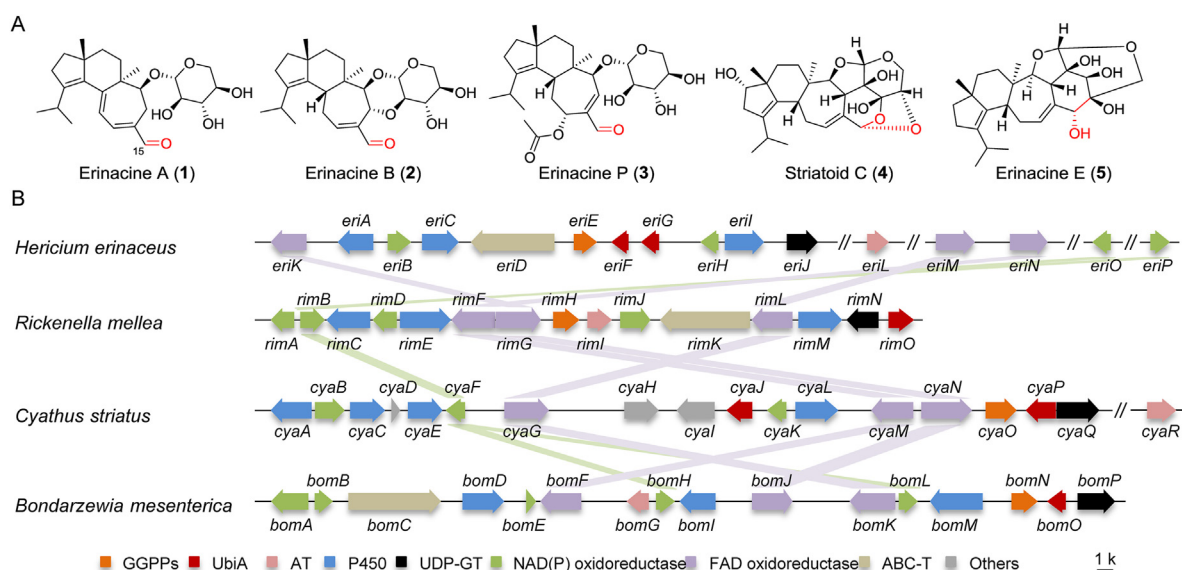 A
H
H
H
O
O
O
O
OH
OH
OH
OH
15
Erinacine A (1)
Erinacine B (2)
Erinacine P (3)
Striatoid C (4)
Erinacine E (5)
B
eriA eriC eriE eriG eriI
Hericium erinaceus
eriK eriB eriD eriF eriH eriJ eriL eriM eriN eriO eriP
rimB rimD rimF rimH rimJ rimL rimN
Rickenella mellea
rimA rimC rimE rimG rimI rimK rimM rimO
cyaB cyaD cyaF cyaH cyaJ cyaL cyaN cyaP
Cyathus striatus
cyaA cyaC cyaE cyaG cyaI cyaK cyaM cyaO cyaQ cyaR
bomB bomD bomF bomH bomJ bomL bomN bomP
Bondarzewia mesenterica
bomA bomC bomE bomG bomI bomK bomM bomO
GGPPs UbiA AT P450 UDP-GT NAD(P) oxidoreductase FAD oxidoreductase ABC-T Others 1 k